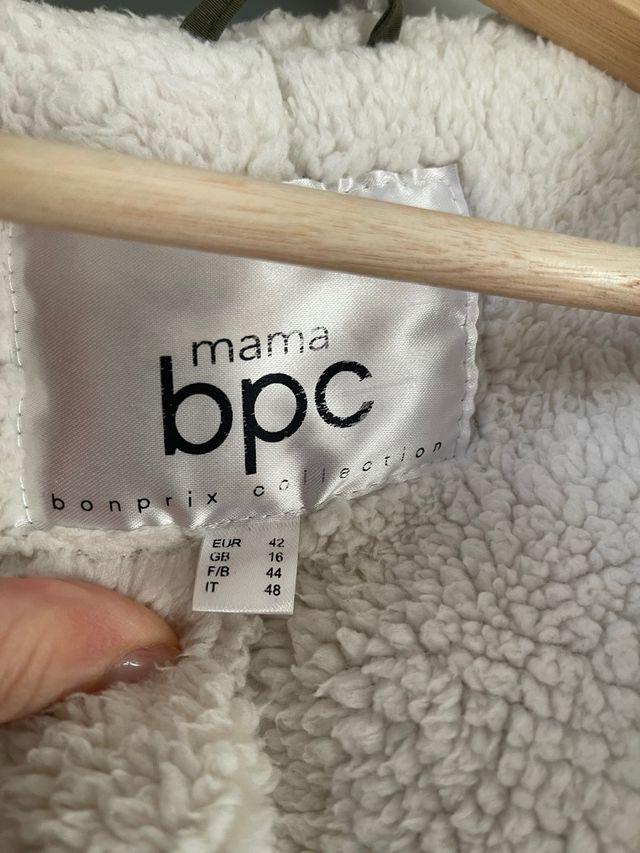 mama
bpc
bonprix collection
EUR 42
GB 16
F/B 44
IT 48